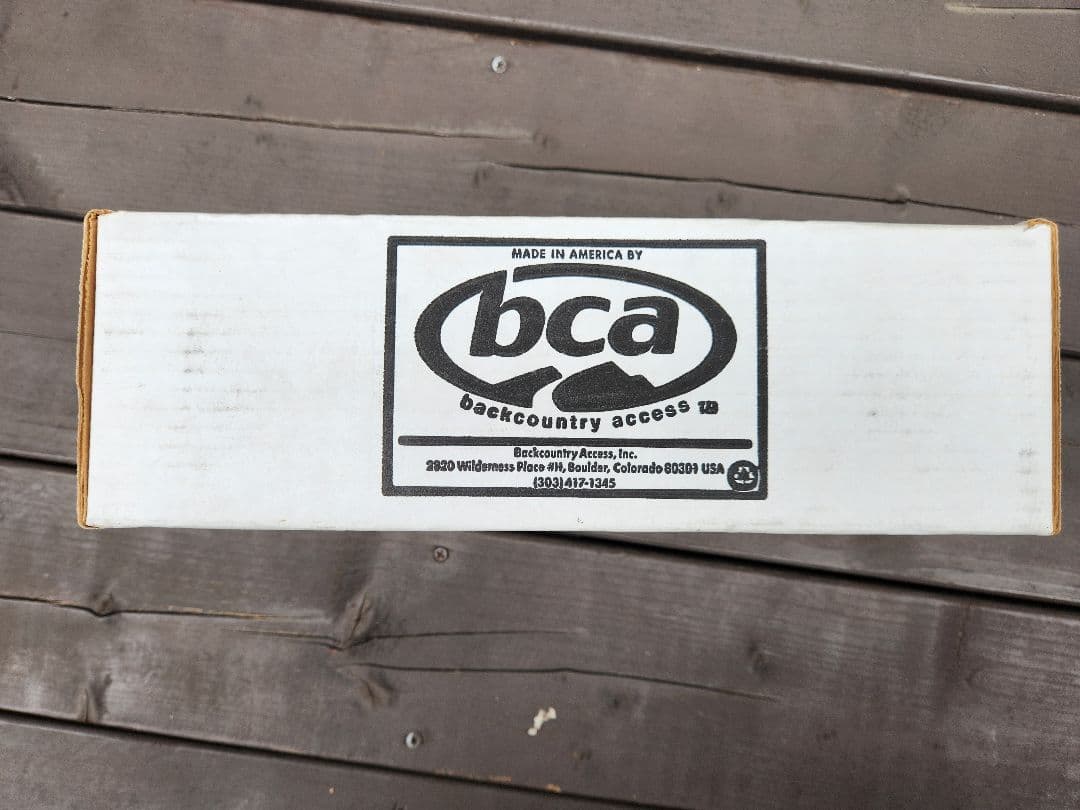 MADE IN AMERICA BY
bca
backcountry access TM
Backcountry Access, Inc.
2820 Wilderness Place #H, Boulder, Colorado 80301 USA
(303)417-1345